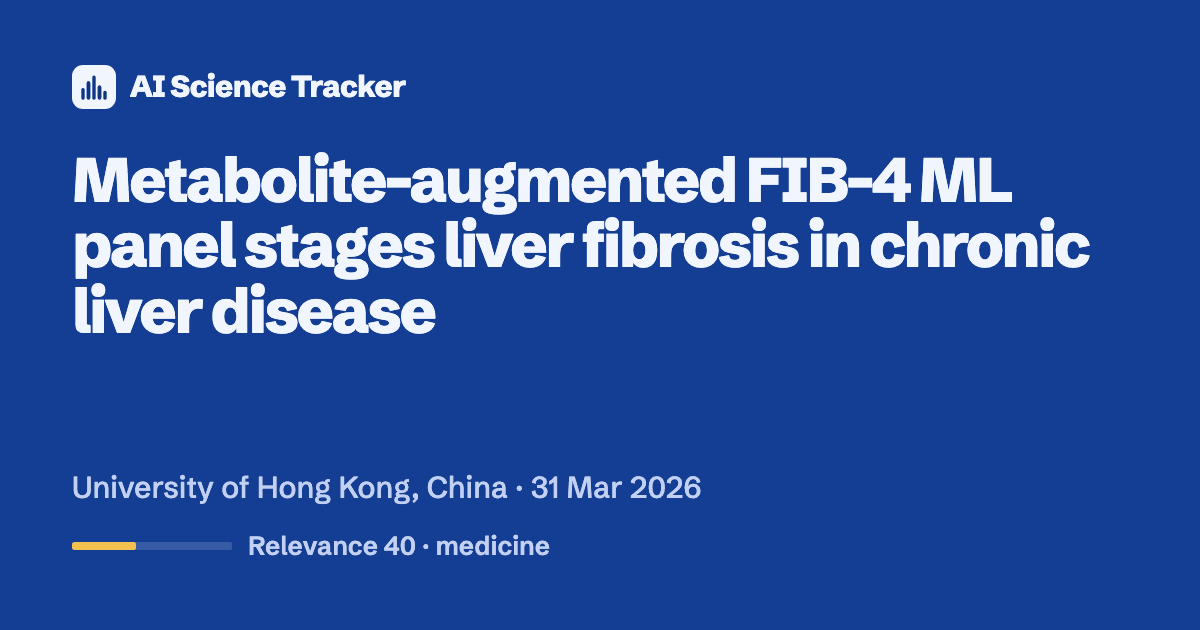 AI Science Tracker
Metabolite-augmented FIB-4 ML
panel stages liver fibrosis in chronic
liver disease
University of Hong Kong, China · 31 Mar 2026
Relevance 40 · medicine